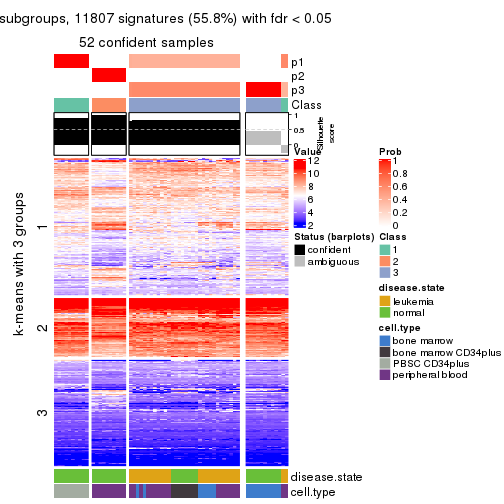 subgroups, 11807 signatures (55.8%) with fdr < 0.05
52 confident samples
p1
p2
p3
Class
1
0.5
0
Silhouette
score
k-means with 3 groups
1
2
3
Value
12
10
8
6
4
2
Status (barplots)
confident
ambiguous
Prob
1
0.8
0.6
0.4
0.2
0
Class
1
2
3
disease.state
leukemia
normal
cell.type
bone marrow
bone marrow CD34plus
PBSC CD34plus
peripheral blood
disease.state
cell.type